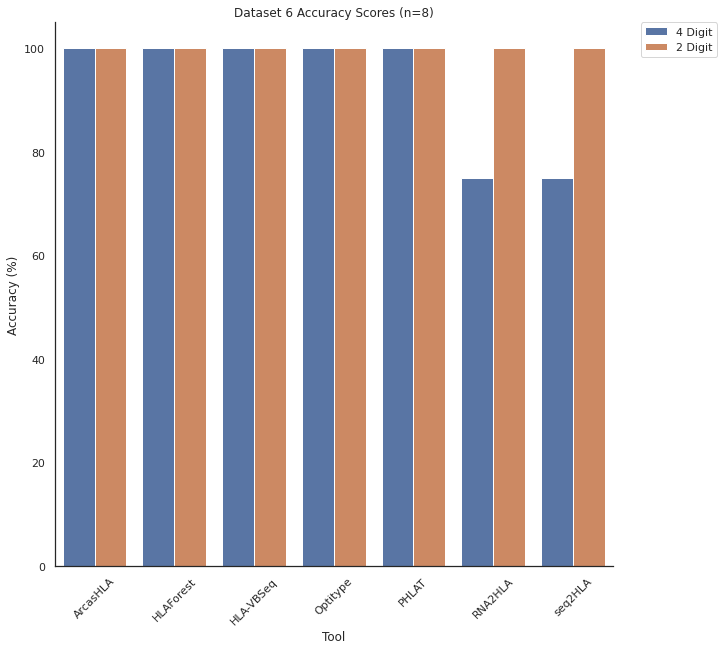 Dataset 6 Accuracy Scores (n=8)
4 Digit
2 Digit
100
80
60
40
20
0
Accuracy (%)
ArcasHLA
HLAForest
HLA-VBSeq
Optitype
PHLAT
RNA2HLA
seq2HLA
Tool